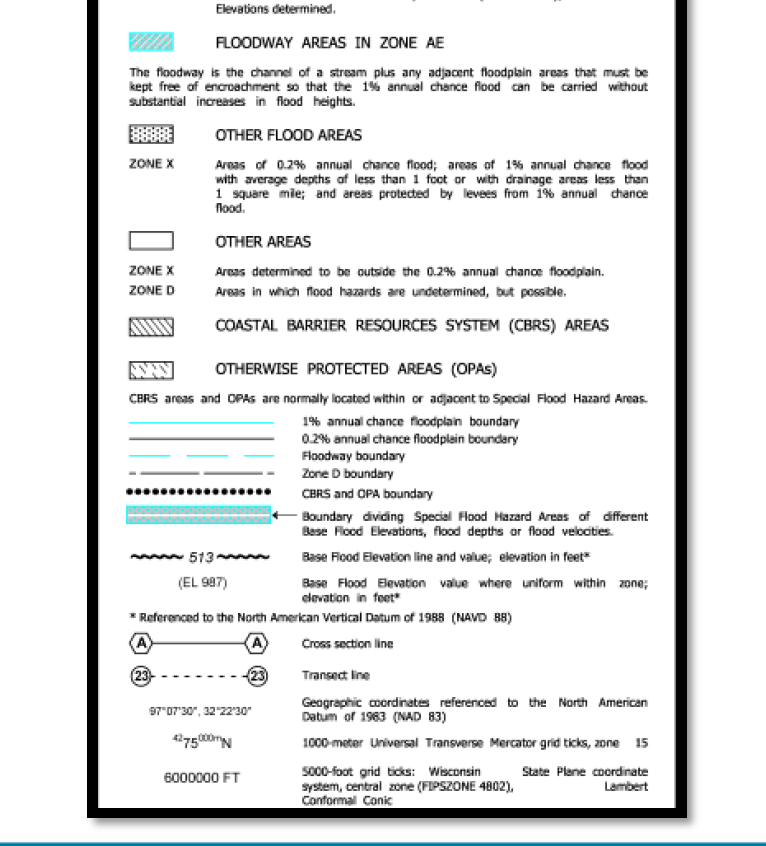 Elevations determined.
FLOODWAY AREAS IN ZONE AE
The floodway is the channel of a stream plus any adjacent floodplain areas that must be
kept free of encroachment so that the 1% annual chance flood can be carried without
substantial increases in flood heights.
OTHER FLOOD AREAS
ZONE X Areas of 0.2% annual chance flood; areas of 1% annual chance flood
with average depths of less than 1 foot or with drainage areas less than
1 square mile; and areas protected by levees from 1% annual chance
flood.
OTHER AREAS
ZONE X Areas determined to be outside the 0.2% annual chance floodplain.
ZONE D Areas in which flood hazards are undetermined, but possible.
COASTAL BARRIER RESOURCES SYSTEM (CBRS) AREAS
OTHERWISE PROTECTED AREAS (OPAs)
CBRS areas and OPAs are normally located within or adjacent to Special Flood Hazard Areas.
1% annual chance floodplain boundary
0.2% annual chance floodplain boundary
Floodway boundary
Zone D boundary
CBRS and OPA boundary
Boundary dividing Special Flood Hazard Areas of different
Base Flood Elevations, flood depths or flood velocities.
513 Base Flood Elevation line and value; elevation in feet*
(EL 987) Base Flood Elevation value where uniform within zone;
elevation in feet*
* Referenced to the North American Vertical Datum of 1988 (NAVD 88)
A A Cross section line
23 23 Transect line
97°07'30", 32°22'30" Geographic coordinates referenced to the North American
Datum of 1983 (NAD 83)
4275000mN 1000-meter Universal Transverse Mercator grid ticks, zone 15
6000000 FT 5000-foot grid ticks: Wisconsin State Plane coordinate
system, central zone (FIPSZONE 4802), Lambert
Conformal Conic